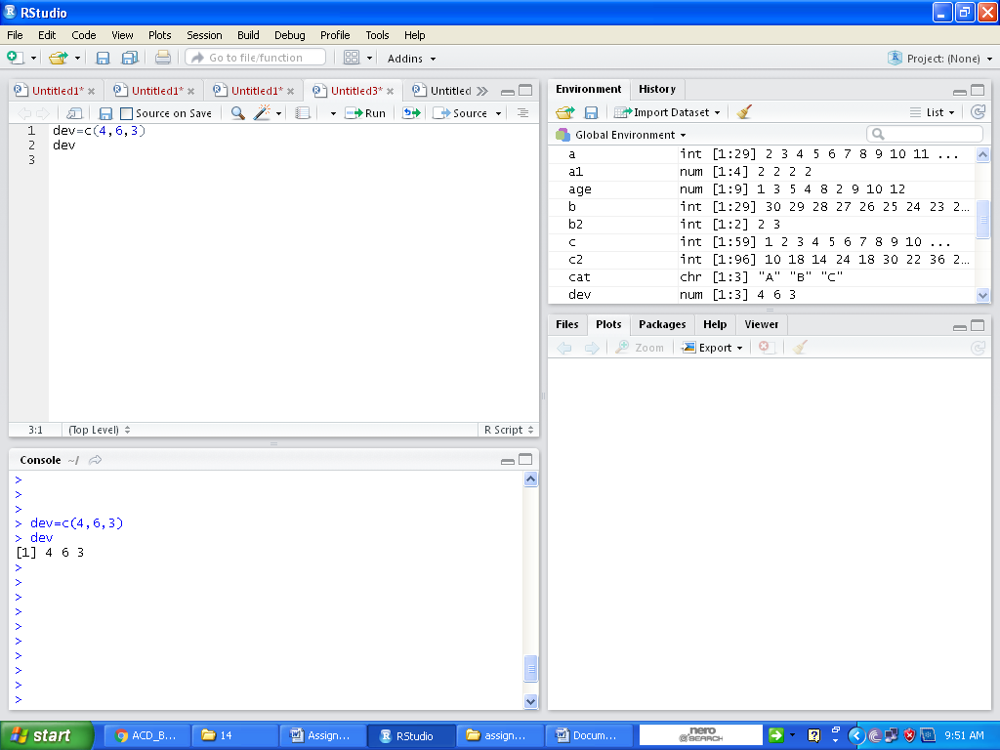 RStudio
File Edit Code View Plots Session Build Debug Profile Tools Help
Go to file/function Addins Project: (None)
Untitled1* Untitled1* Untitled1* Untitled3* Untitled
Source on Save Run Source
1 dev=c(4,6,3)
2 dev
3
3:1 (Top Level) R Script
Console ~/
>
>
>
> dev=c(4,6,3)
> dev
[1] 4 6 3
>
>
>
>
>
>
>
>
>
>
Environment History
Import Dataset List
Global Environment
a int [1:29] 2 3 4 5 6 7 8 9 10 11 ...
a1 num [1:4] 2 2 2 2
age num [1:9] 1 3 5 4 8 2 9 10 12
b int [1:29] 30 29 28 27 26 25 24 23 2...
b2 int [1:2] 2 3
c int [1:59] 1 2 3 4 5 6 7 8 9 10 ...
c2 int [1:96] 10 18 14 24 18 30 22 36 2...
cat chr [1:3] "A" "B" "C"
dev num [1:3] 4 6 3
Files Plots Packages Help Viewer
Zoom Export
start ACD_B... 14 Assign... RStudio assign... Docum... nero SEARCH 9:51 AM